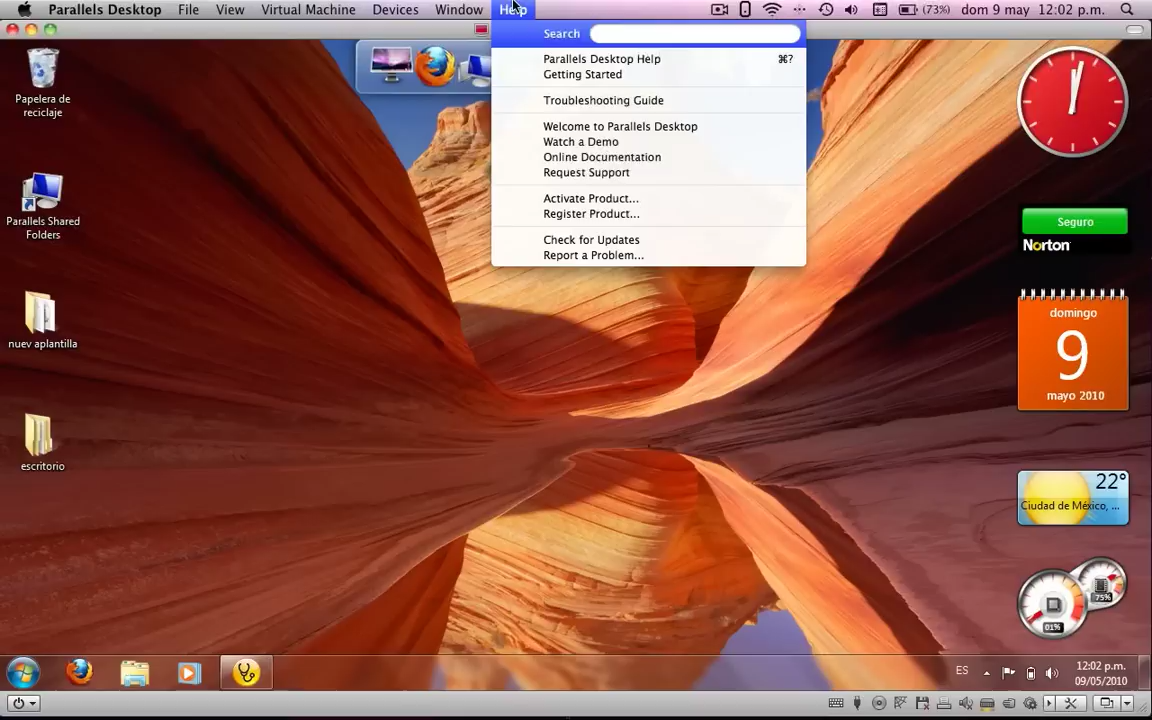 Parallels Desktop File View Virtual Machine Devices Window Help (73%) dom 9 may 12:02 p.m.
Search
Parallels Desktop Help ⌘?
Getting Started
Troubleshooting Guide
Welcome to Parallels Desktop
Watch a Demo
Online Documentation
Request Support
Activate Product...
Register Product...
Check for Updates
Report a Problem...
Papelera de
reciclaje
Parallels Shared
Folders
nuev aplantilla
escritorio
Seguro
Norton
domingo
9
mayo 2010
22°
Ciudad de México, ...
75%
01%
ES
12:02 p.m.
09/05/2010